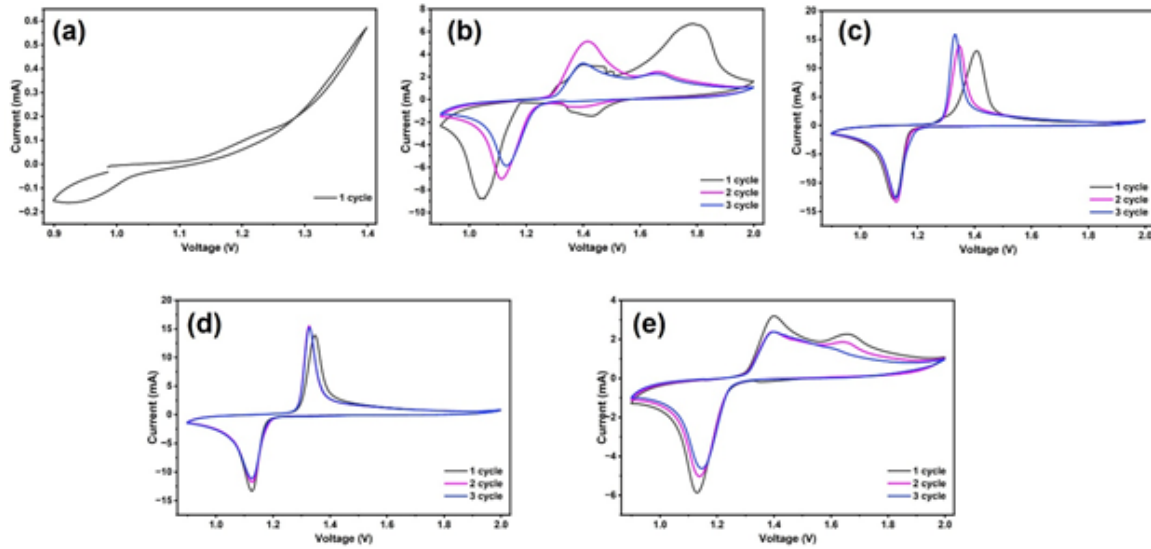 (a)
Current (mA)
0.6
0.5
0.4
0.3
0.2
0.1
0.0
−0.1
−0.2
0.9 1.0 1.1 1.2 1.3 1.4
Voltage (V)
1 cycle
(b)
Current (mA)
8
6
4
2
0
−2
−4
−6
−8
−10
1.0 1.2 1.4 1.6 1.8 2.0
Voltage (V)
1 cycle
2 cycle
3 cycle
(c)
Current (mA)
20
15
10
5
0
−5
−10
−15
1.0 1.2 1.4 1.6 1.8 2.0
Voltage (V)
1 cycle
2 cycle
3 cycle
(d)
Current (mA)
20
15
10
5
0
−5
−10
−15
1.0 1.2 1.4 1.6 1.8 2.0
Voltage (V)
1 cycle
2 cycle
3 cycle
(e)
Current (mA)
4
2
0
−2
−4
−6
1.0 1.2 1.4 1.6 1.8 2.0
Voltage (V)
1 cycle
2 cycle
3 cycle